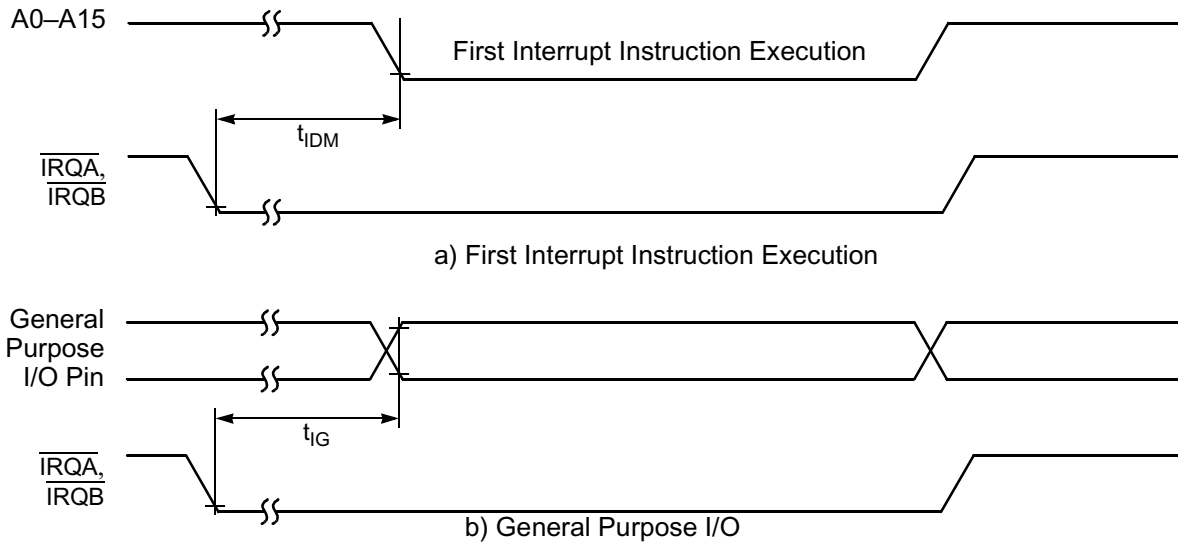 A0–A15
First Interrupt Instruction Execution
tIDM
IRQA,
IRQB
a) First Interrupt Instruction Execution
General
Purpose
I/O Pin
tIG
IRQA,
IRQB
b) General Purpose I/O